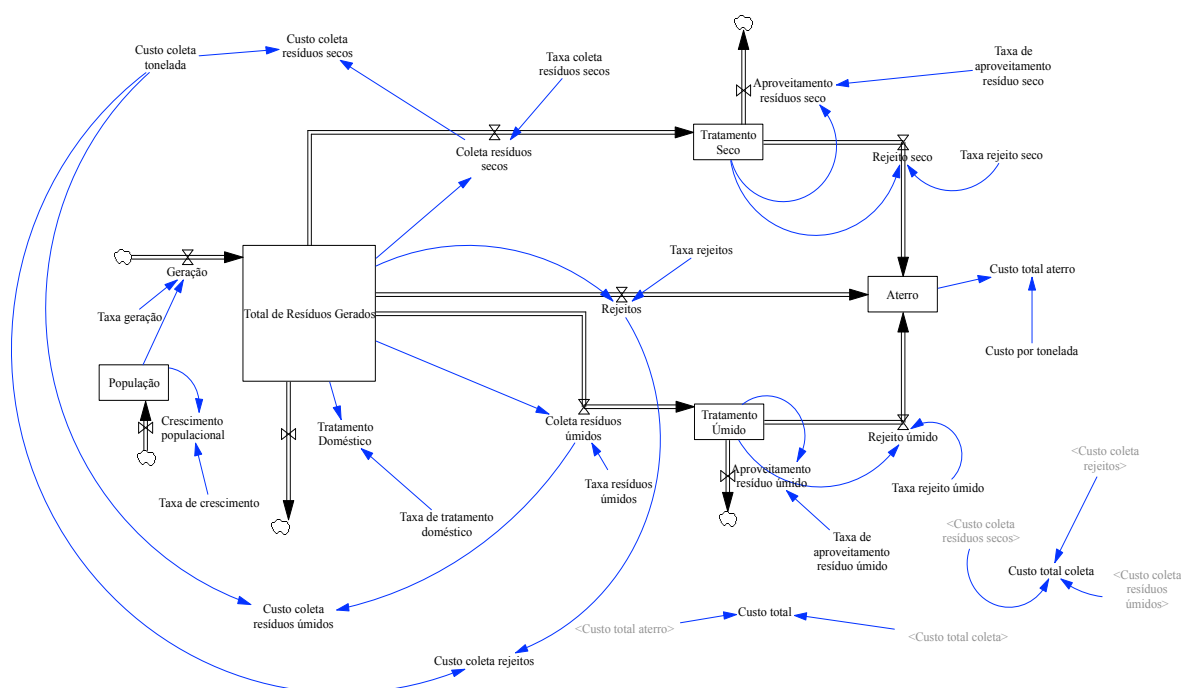 Custo coleta
tonelada
Custo coleta
resíduos secos
Taxa coleta
resíduos secos
Taxa de
aproveitamento
resíduo seco
Aproveitamento
resíduos seco
Coleta resíduos
secos
Tratamento
Seco
Rejeito seco
Taxa rejeito seco
Geração
Taxa geração
Total de Resíduos Gerados
Taxa rejeitos
Rejeitos
Aterro
Custo total aterro
Custo por tonelada
População
Crescimento
populacional
Taxa de crescimento
Tratamento
Doméstico
Taxa de tratamento
doméstico
Coleta resíduos
úmidos
Taxa resíduos
úmidos
Tratamento
Úmido
Rejeito úmido
Taxa rejeito úmido
Aproveitamento
resíduo úmido
Taxa de
aproveitamento
resíduo úmido
<Custo coleta
rejeitos>
<Custo coleta
resíduos secos>
Custo total coleta
<Custo coleta
resíduos
úmidos>
Custo coleta
resíduos úmidos
Custo total
<Custo total aterro>
<Custo total coleta>
Custo coleta rejeitos